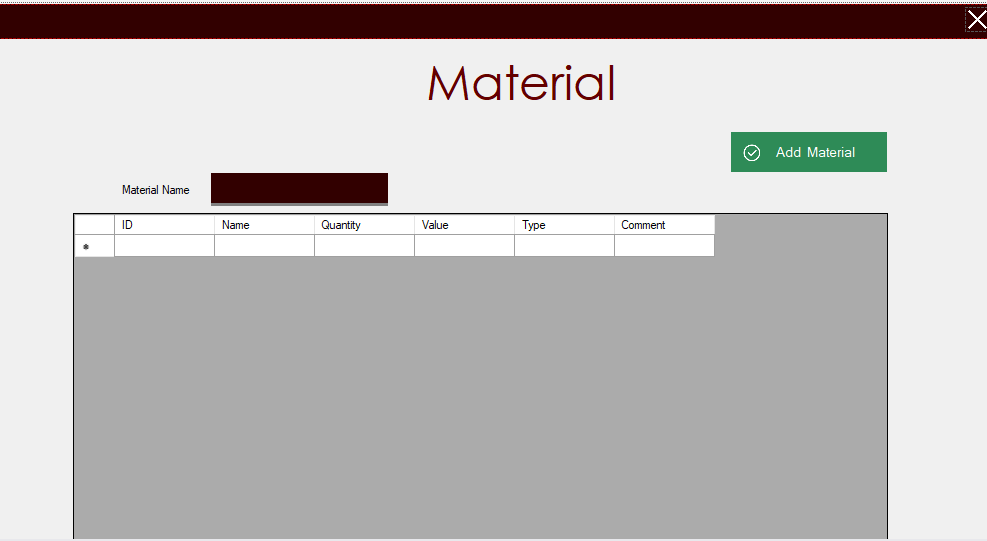 Material
Add Material
Material Name
ID Name Quantity Value Type Comment